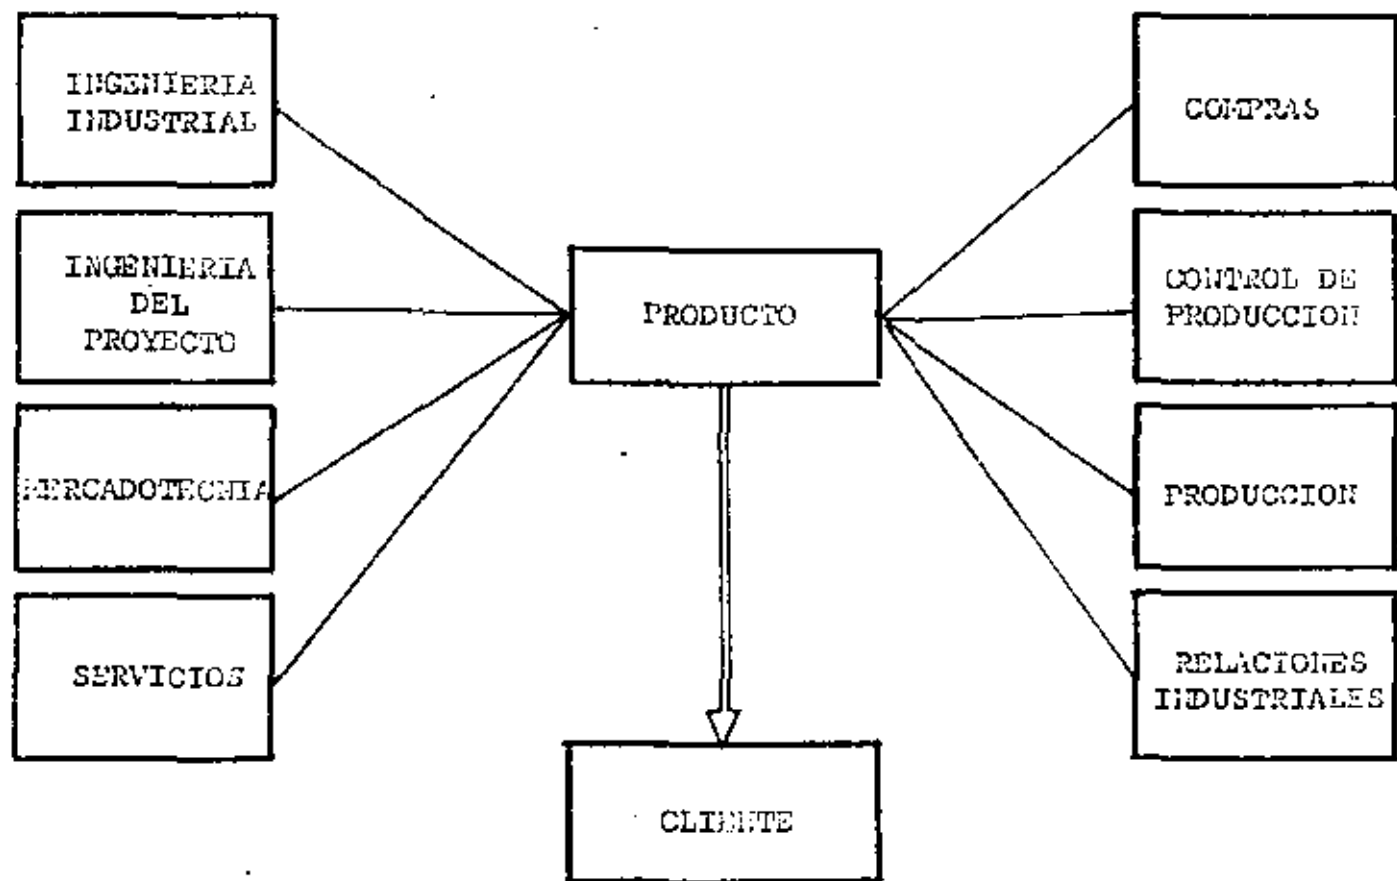 INGENIERIA
INDUSTRIAL
INGENIERIA
DEL
PROYECTO
MERCADOTECNIA
SERVICIOS
PRODUCTO
CLIENTE
COMPRAS
CONTROL DE
PRODUCCION
PRODUCCION
RELACIONES
INDUSTRIALES